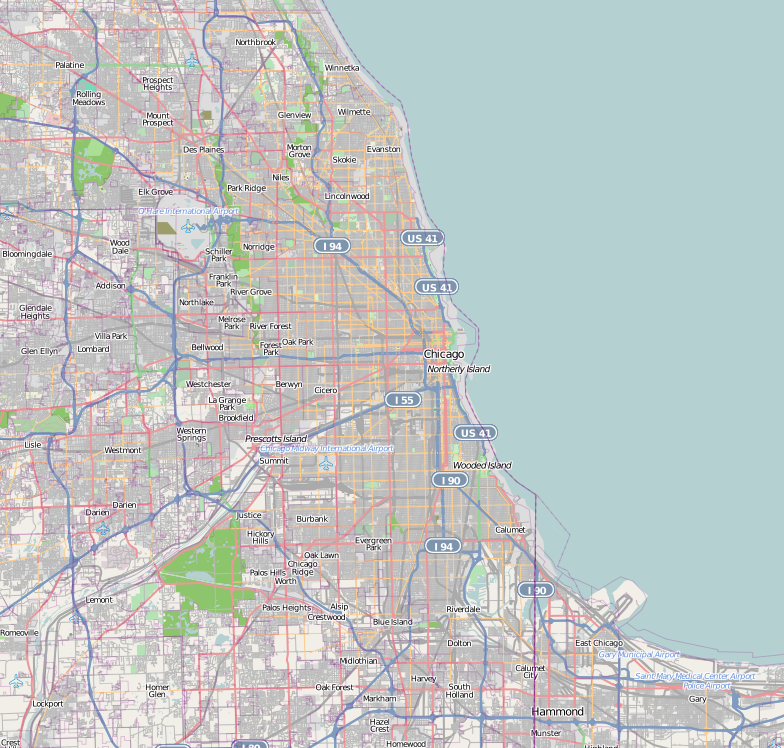 Northbrook
Palatine
Winnetka
Prospect
Heights
Rolling
Meadows
Wilmette
Glenview
Mount
Prospect
Des Plaines
Morton
Grove
Evanston
Skokie
Niles
Elk Grove
Park Ridge
Lincolnwood
O'Hare International Airport
US 41
Wood
Dale
I 94
Norridge
Bloomingdale
Schiller
Park
Addison
Franklin
Park
US 41
River Grove
Northlake
Glendale
Heights
Melrose
Park
River Forest
Villa Park
Oak Park
Forest
Park
Bellwood
Lombard
Glen Ellyn
Chicago
Northerly Island
Westchester
Berwyn
Cicero
La Grange
Park
I 55
Brookfield
Western
Springs
US 41
Prescotts Island
Lisle
Westmont
Chicago Midway International Airport
Summit
Wooded Island
I 90
Darien
Darien
Justice
Burbank
Calumet
Hickory
Hills
Evergreen
Park
I 94
Oak Lawn
Chicago
Ridge
Palos Hills
Worth
I 90
Lemont
Palos Heights
Alsip
Crestwood
Riverdale
Blue Island
Romeoville
Dolton
East Chicago
Gary Municipal Airport
Midlothian
Calumet
City
Saint Mary Medical Center Airport
Harvey
Police Airport
Homer
Glen
Oak Forest
South
Holland
Markham
Gary
Lockport
Hammond
Hazel
Crest
Munster
Crest
Homewood
I 80